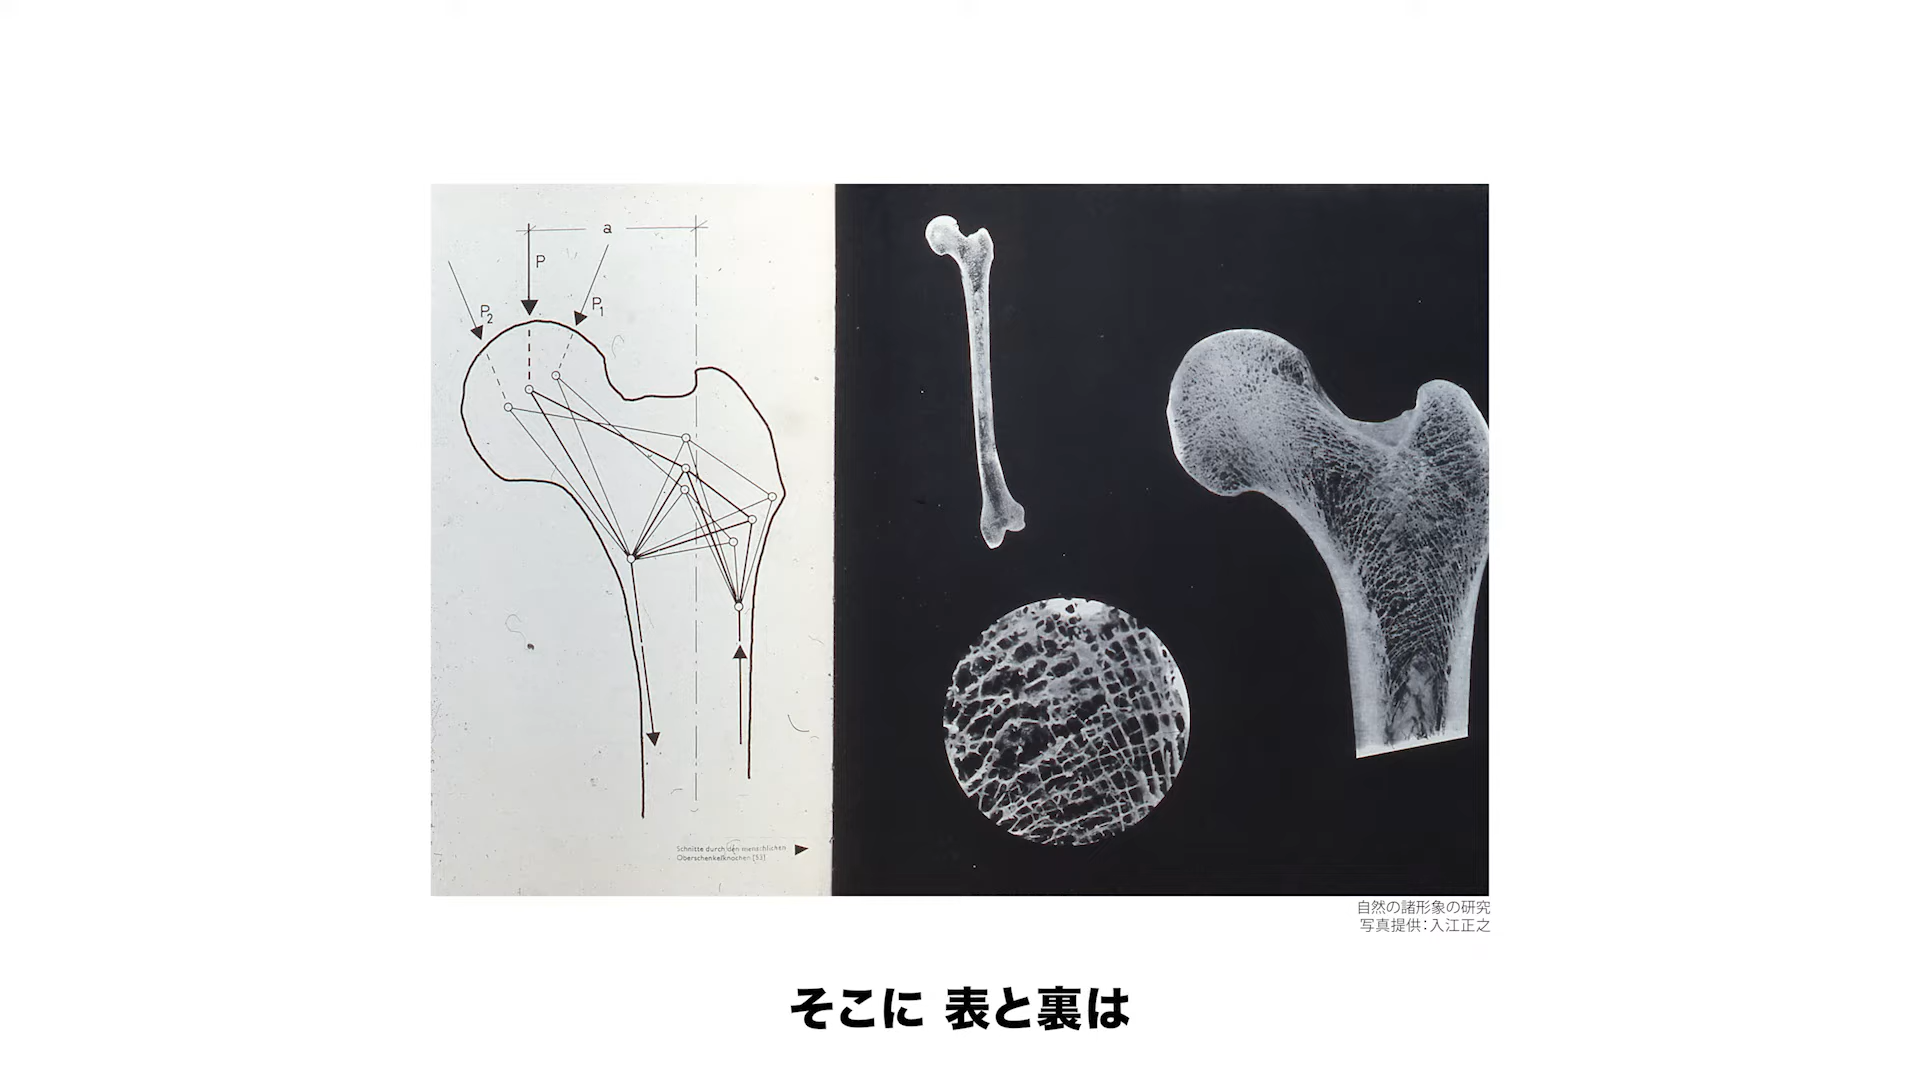 a
P
P2
P1
Schnitte durch den menschlichen
Oberschenkelknochen [53]
自然の諸形象の研究
写真提供：入江正之
そこに 表と裏は